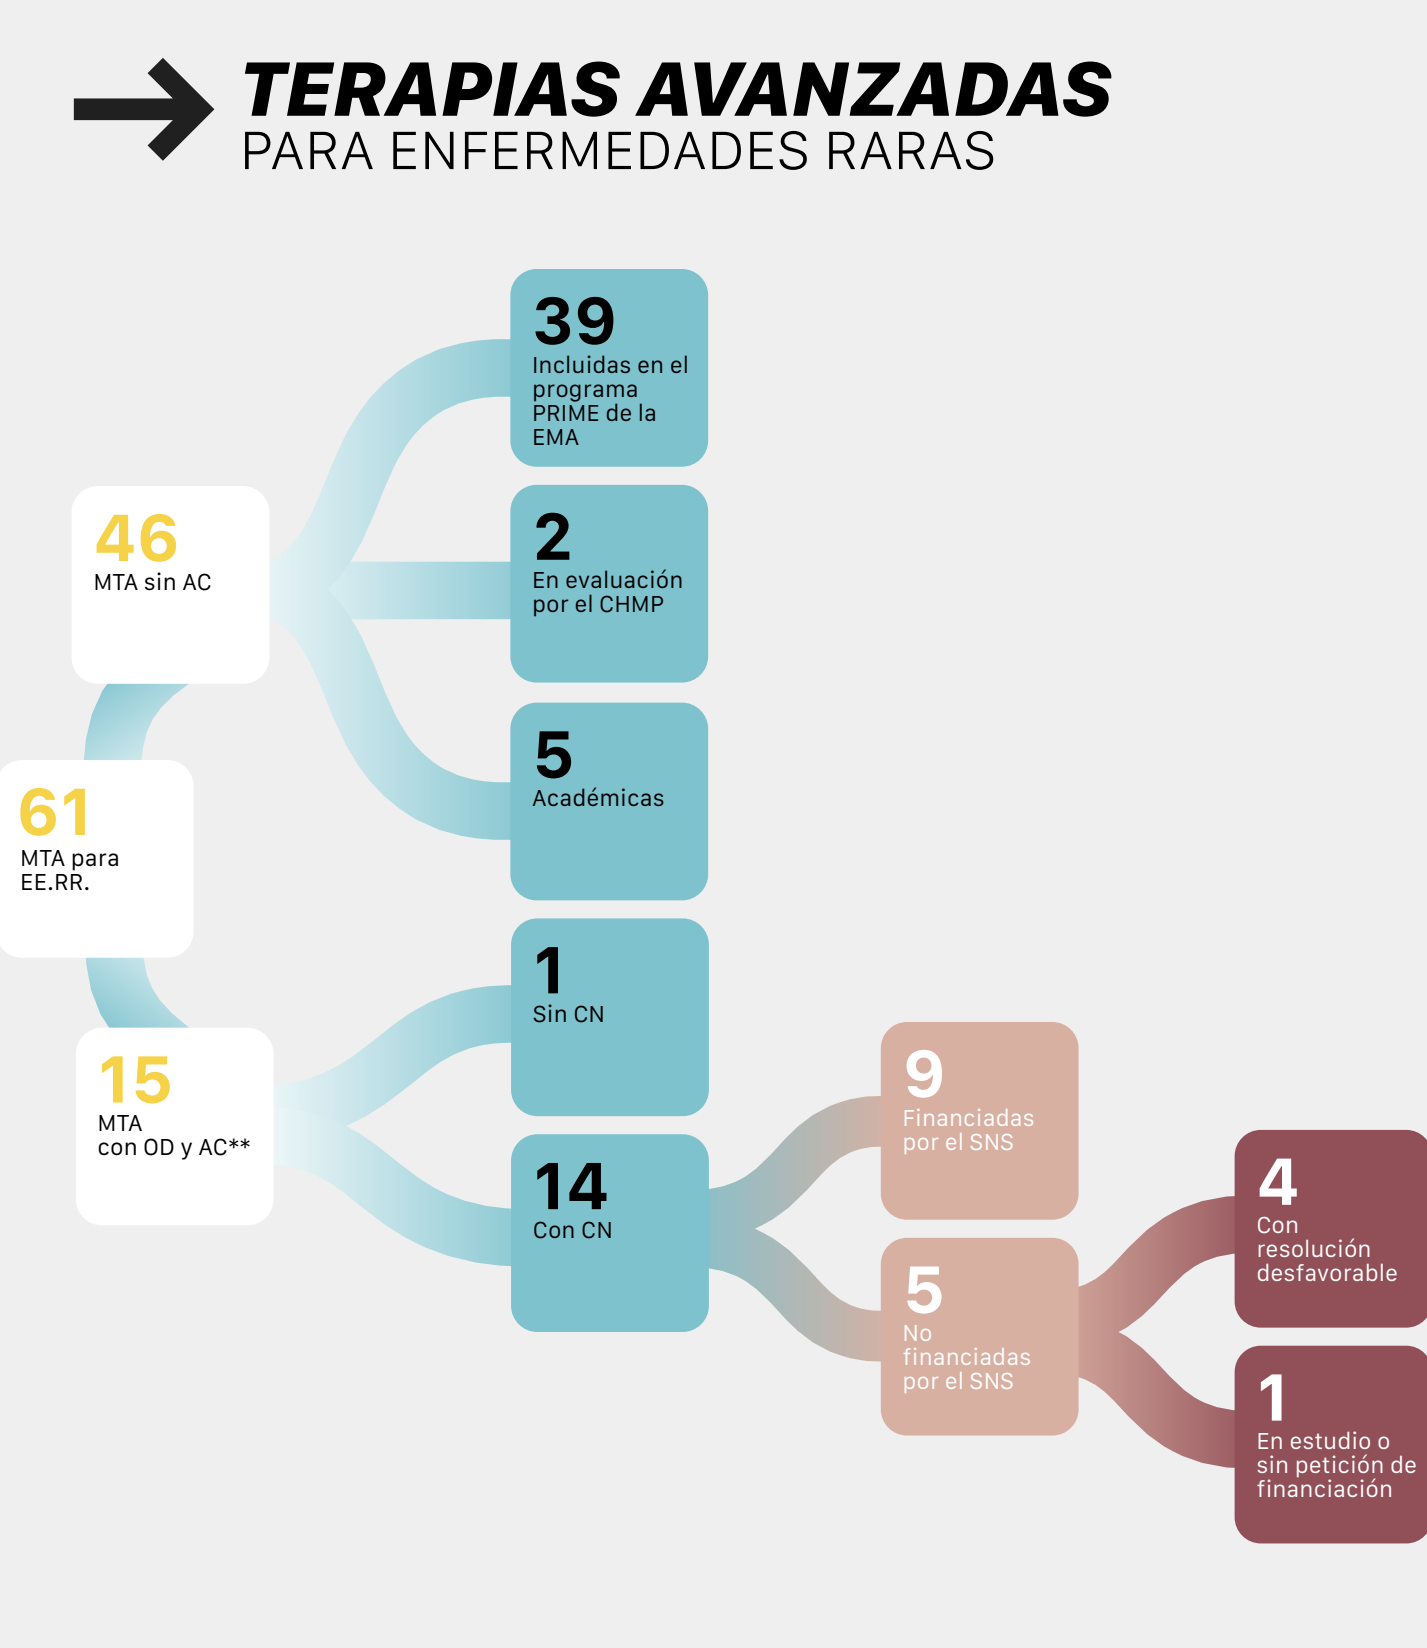 TERAPIAS AVANZADAS
PARA ENFERMEDADES RARAS
39
Incluidas en el
programa
PRIME de la
EMA
46
MTA sin AC
2
En evaluación
por el CHMP
5
Académicas
61
MTA para
EE.RR.
1
Sin CN
15
MTA
con OD y AC**
14
Con CN
9
Financiadas
por el SNS
5
No
financiadas
por el SNS
4
Con
resolución
desfavorable
1
En estudio o
sin petición de
financiación